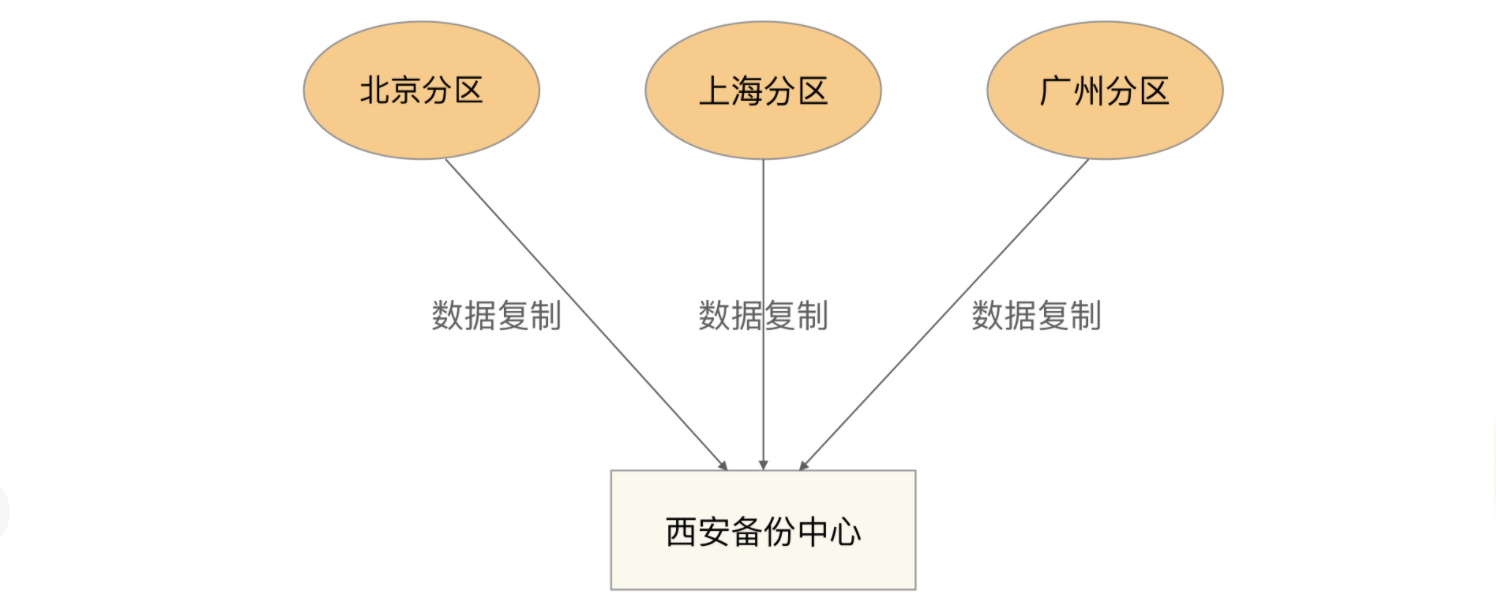 北京分区
上海分区
广州分区
数据复制
数据复制
数据复制
西安备份中心